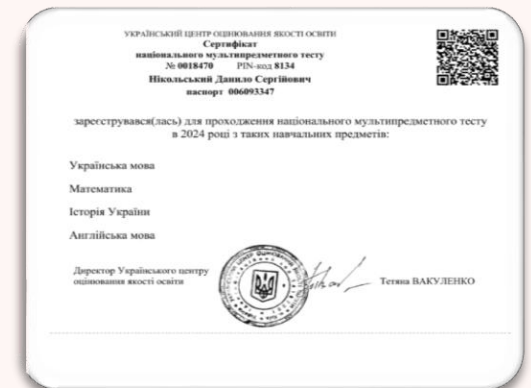 УКРАЇНСЬКИЙ ЦЕНТР ОЦІНЮВАННЯ ЯКОСТІ ОСВІТИ
Сертифікат
національного мультипредметного тесту
№ 0018470 PIN-код 8134
Нікольський Данило Сергійович
паспорт 006093347
зареєструвався(лась) для проходження національного мультипредметного тесту
в 2024 році з таких навчальних предметів:
Українська мова
Математика
Історія України
Англійська мова
Директор Українського центру
оцінювання якості освіти
Тетяна ВАКУЛЕНКО